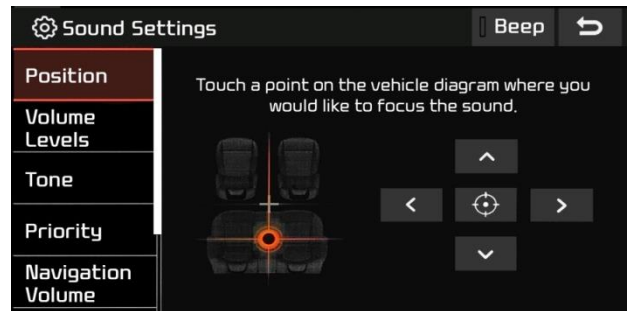 Sound Settings
Beep
Position
Touch a point on the vehicle diagram where you
would like to focus the sound.
Volume
Levels
Tone
Priority
Navigation
Volume